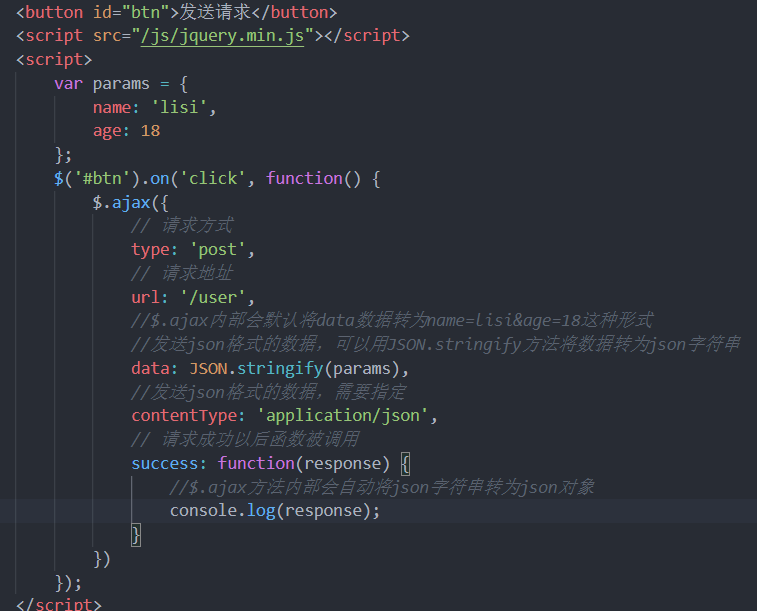 <button id="btn">发送请求</button>
<script src="/js/jquery.min.js"></script>
<script>
    var params = {
        name: 'lisi',
        age: 18
    };
    $('#btn').on('click', function() {
        $.ajax({
            // 请求方式
            type: 'post',
            // 请求地址
            url: '/user',
            //$.ajax内部会默认将data数据转为name=lisi&age=18这种形式
            //发送json格式的数据，可以用JSON.stringify方法将数据转为json字符串
            data: JSON.stringify(params),
            //发送json格式的数据，需要指定
            contentType: 'application/json',
            // 请求成功以后函数被调用
            success: function(response) {
                //$.ajax方法内部会自动将json字符串转为json对象
                console.log(response);
            }
        })
    });
</script>